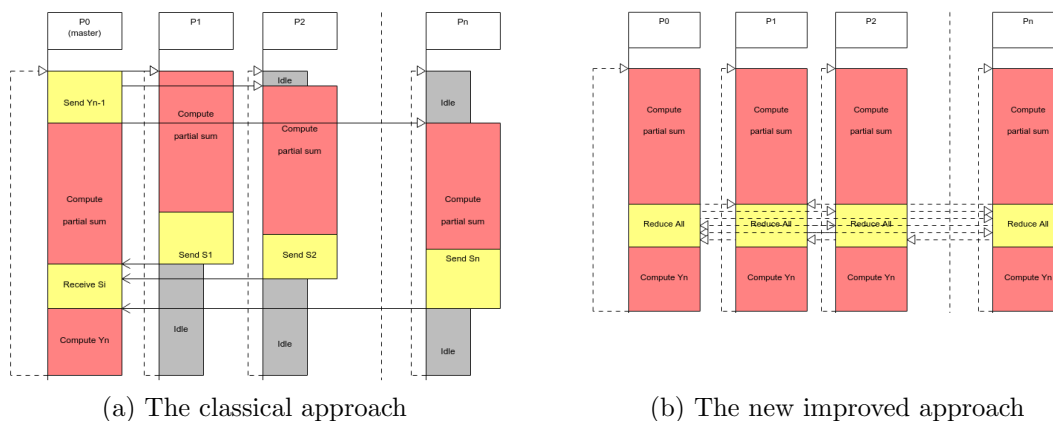 P0
(master)
P1
P2
Pn
Idle
Send Yn-1
Idle
Compute
partial sum
Compute
partial sum
Compute
partial sum
Compute
partial sum
Send S1
Send S2
Send Sn
Receive Si
Idle
Compute Yn
Idle
Idle
(a) The classical approach
P0
P1
P2
Pn
Compute
partial sum
Compute
partial sum
Compute
partial sum
Compute
partial sum
Reduce All
Reduce All
Reduce All
Reduce All
Compute Yn
Compute Yn
Compute Yn
Compute Yn
(b) The new improved approach